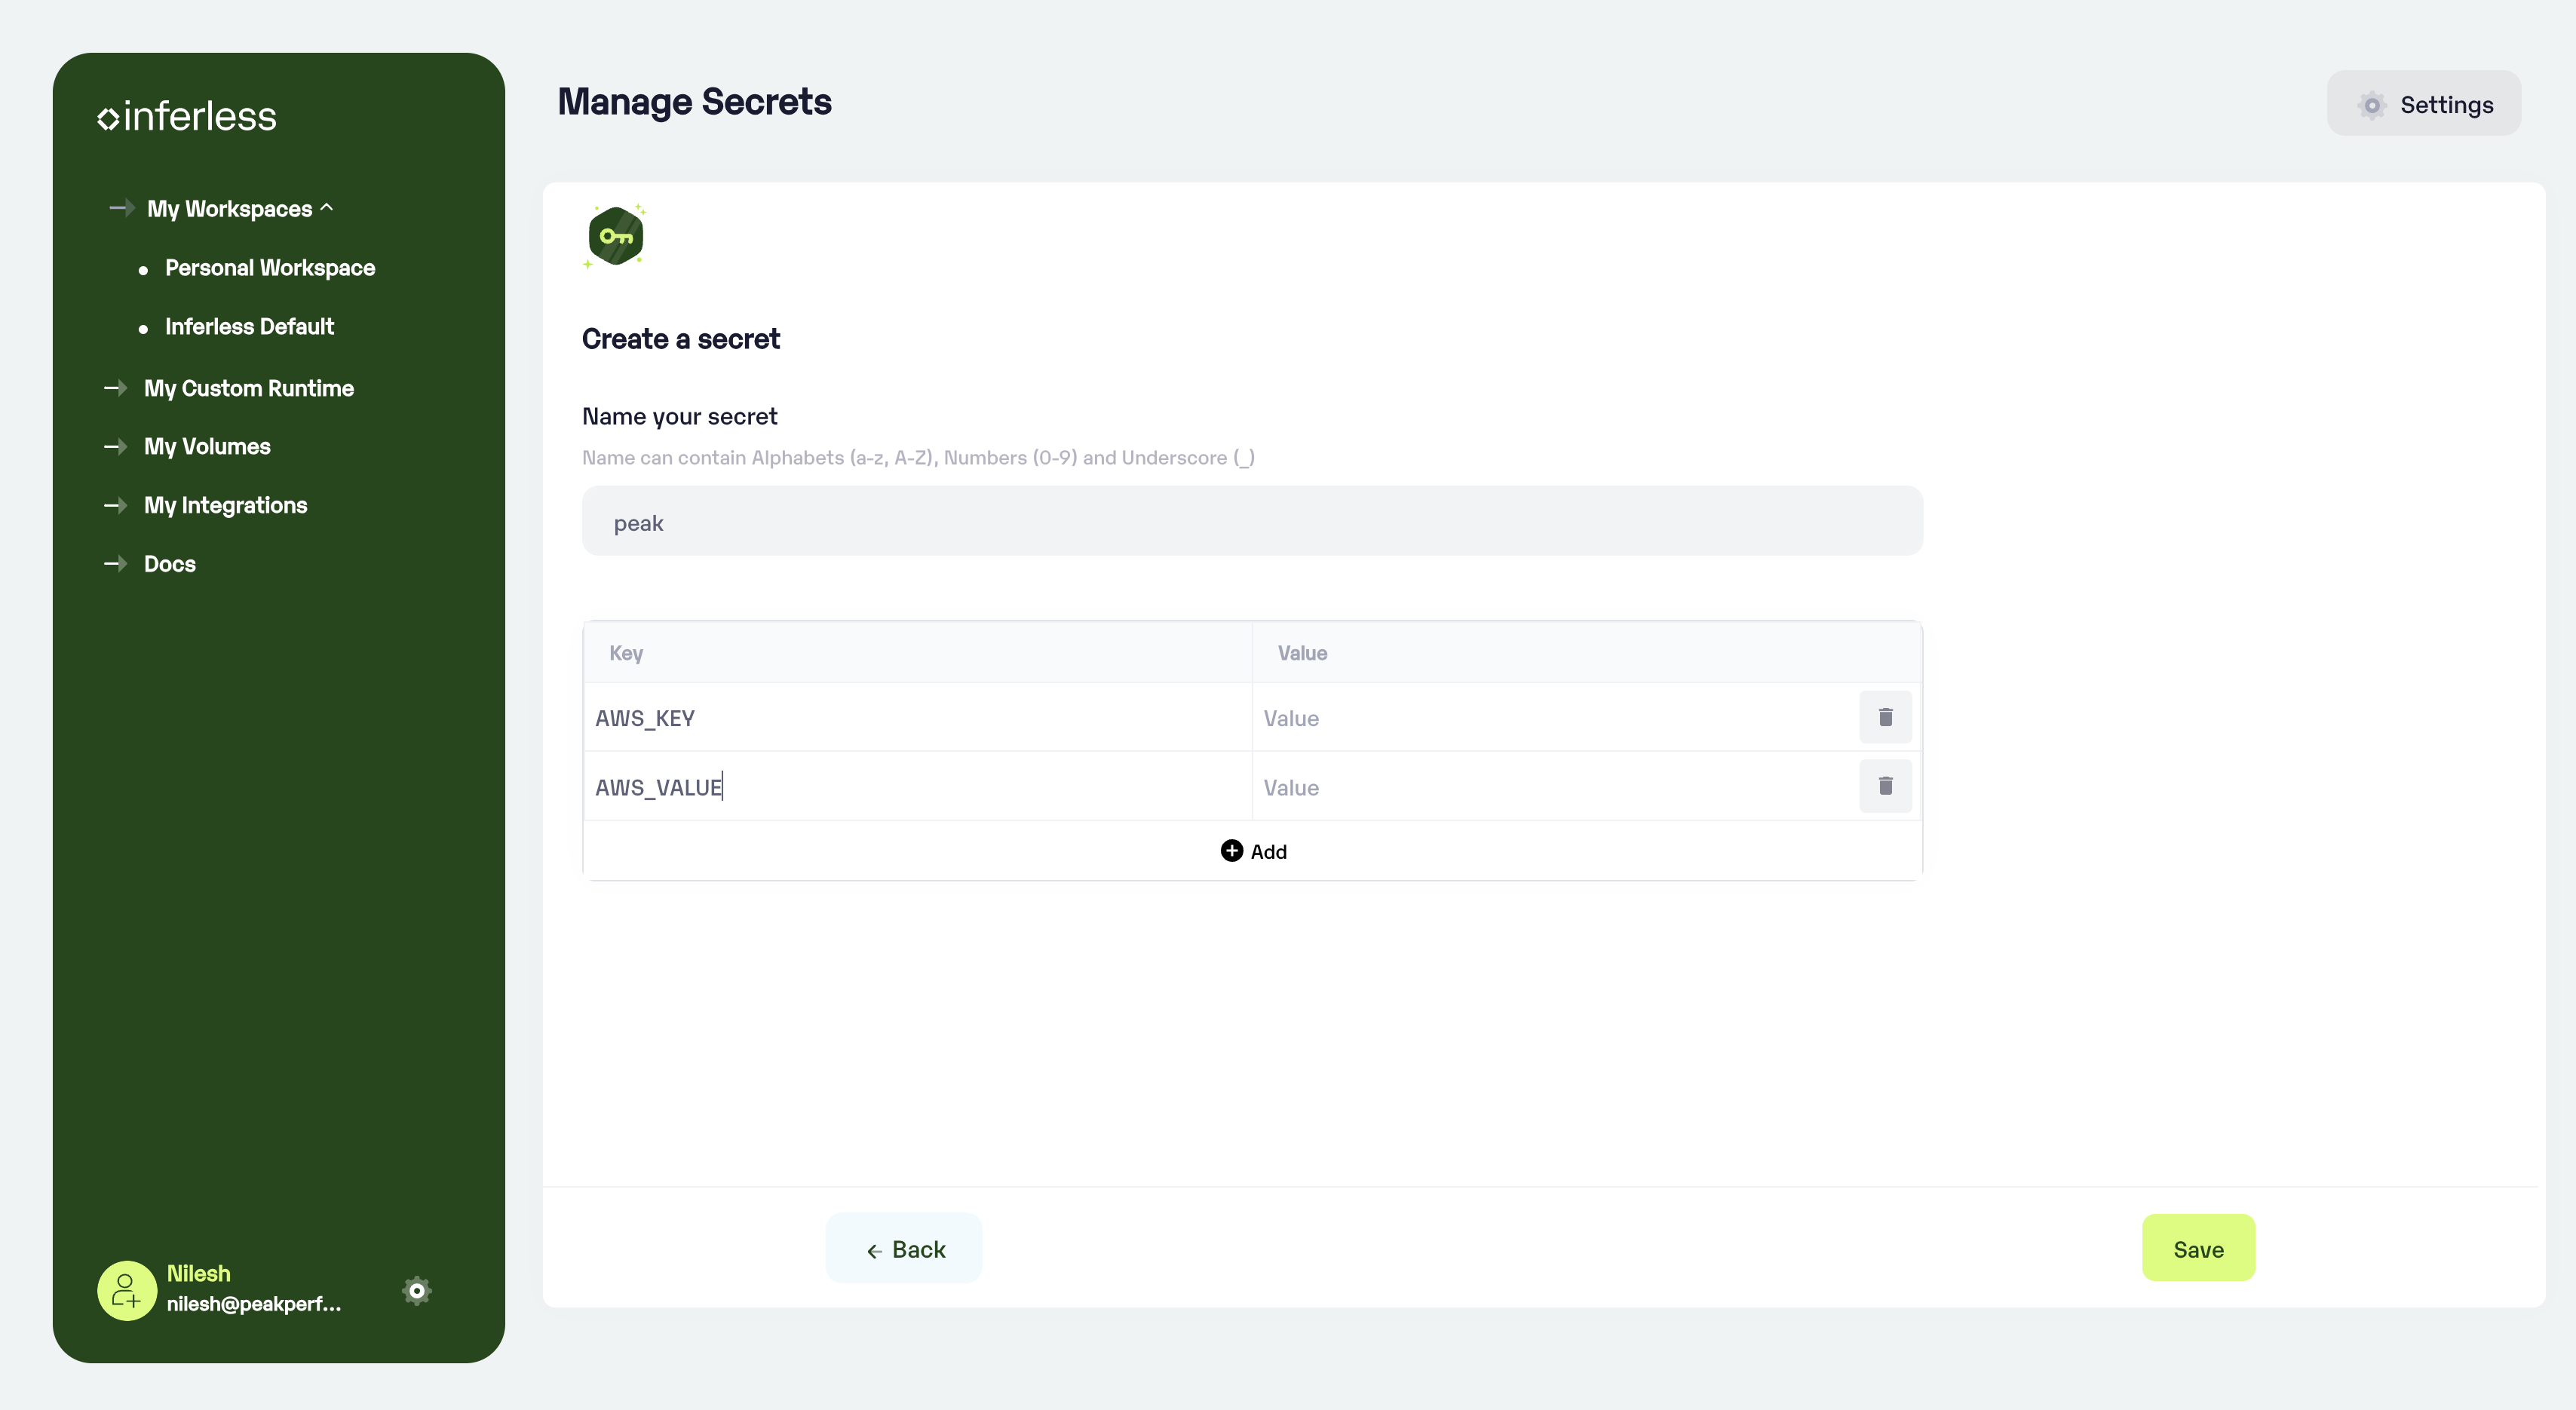 inferless
My Workspaces
Personal Workspace
Inferless Default
My Custom Runtime
My Volumes
My Integrations
Docs
Nilesh
nilesh@peakperf...
Manage Secrets
Settings
Create a secret
Name your secret
Name can contain Alphabets (a-z, A-Z), Numbers (0-9) and Underscore (_)
peak
Key Value
AWS_KEY Value
AWS_VALUE Value
Add
Back
Save